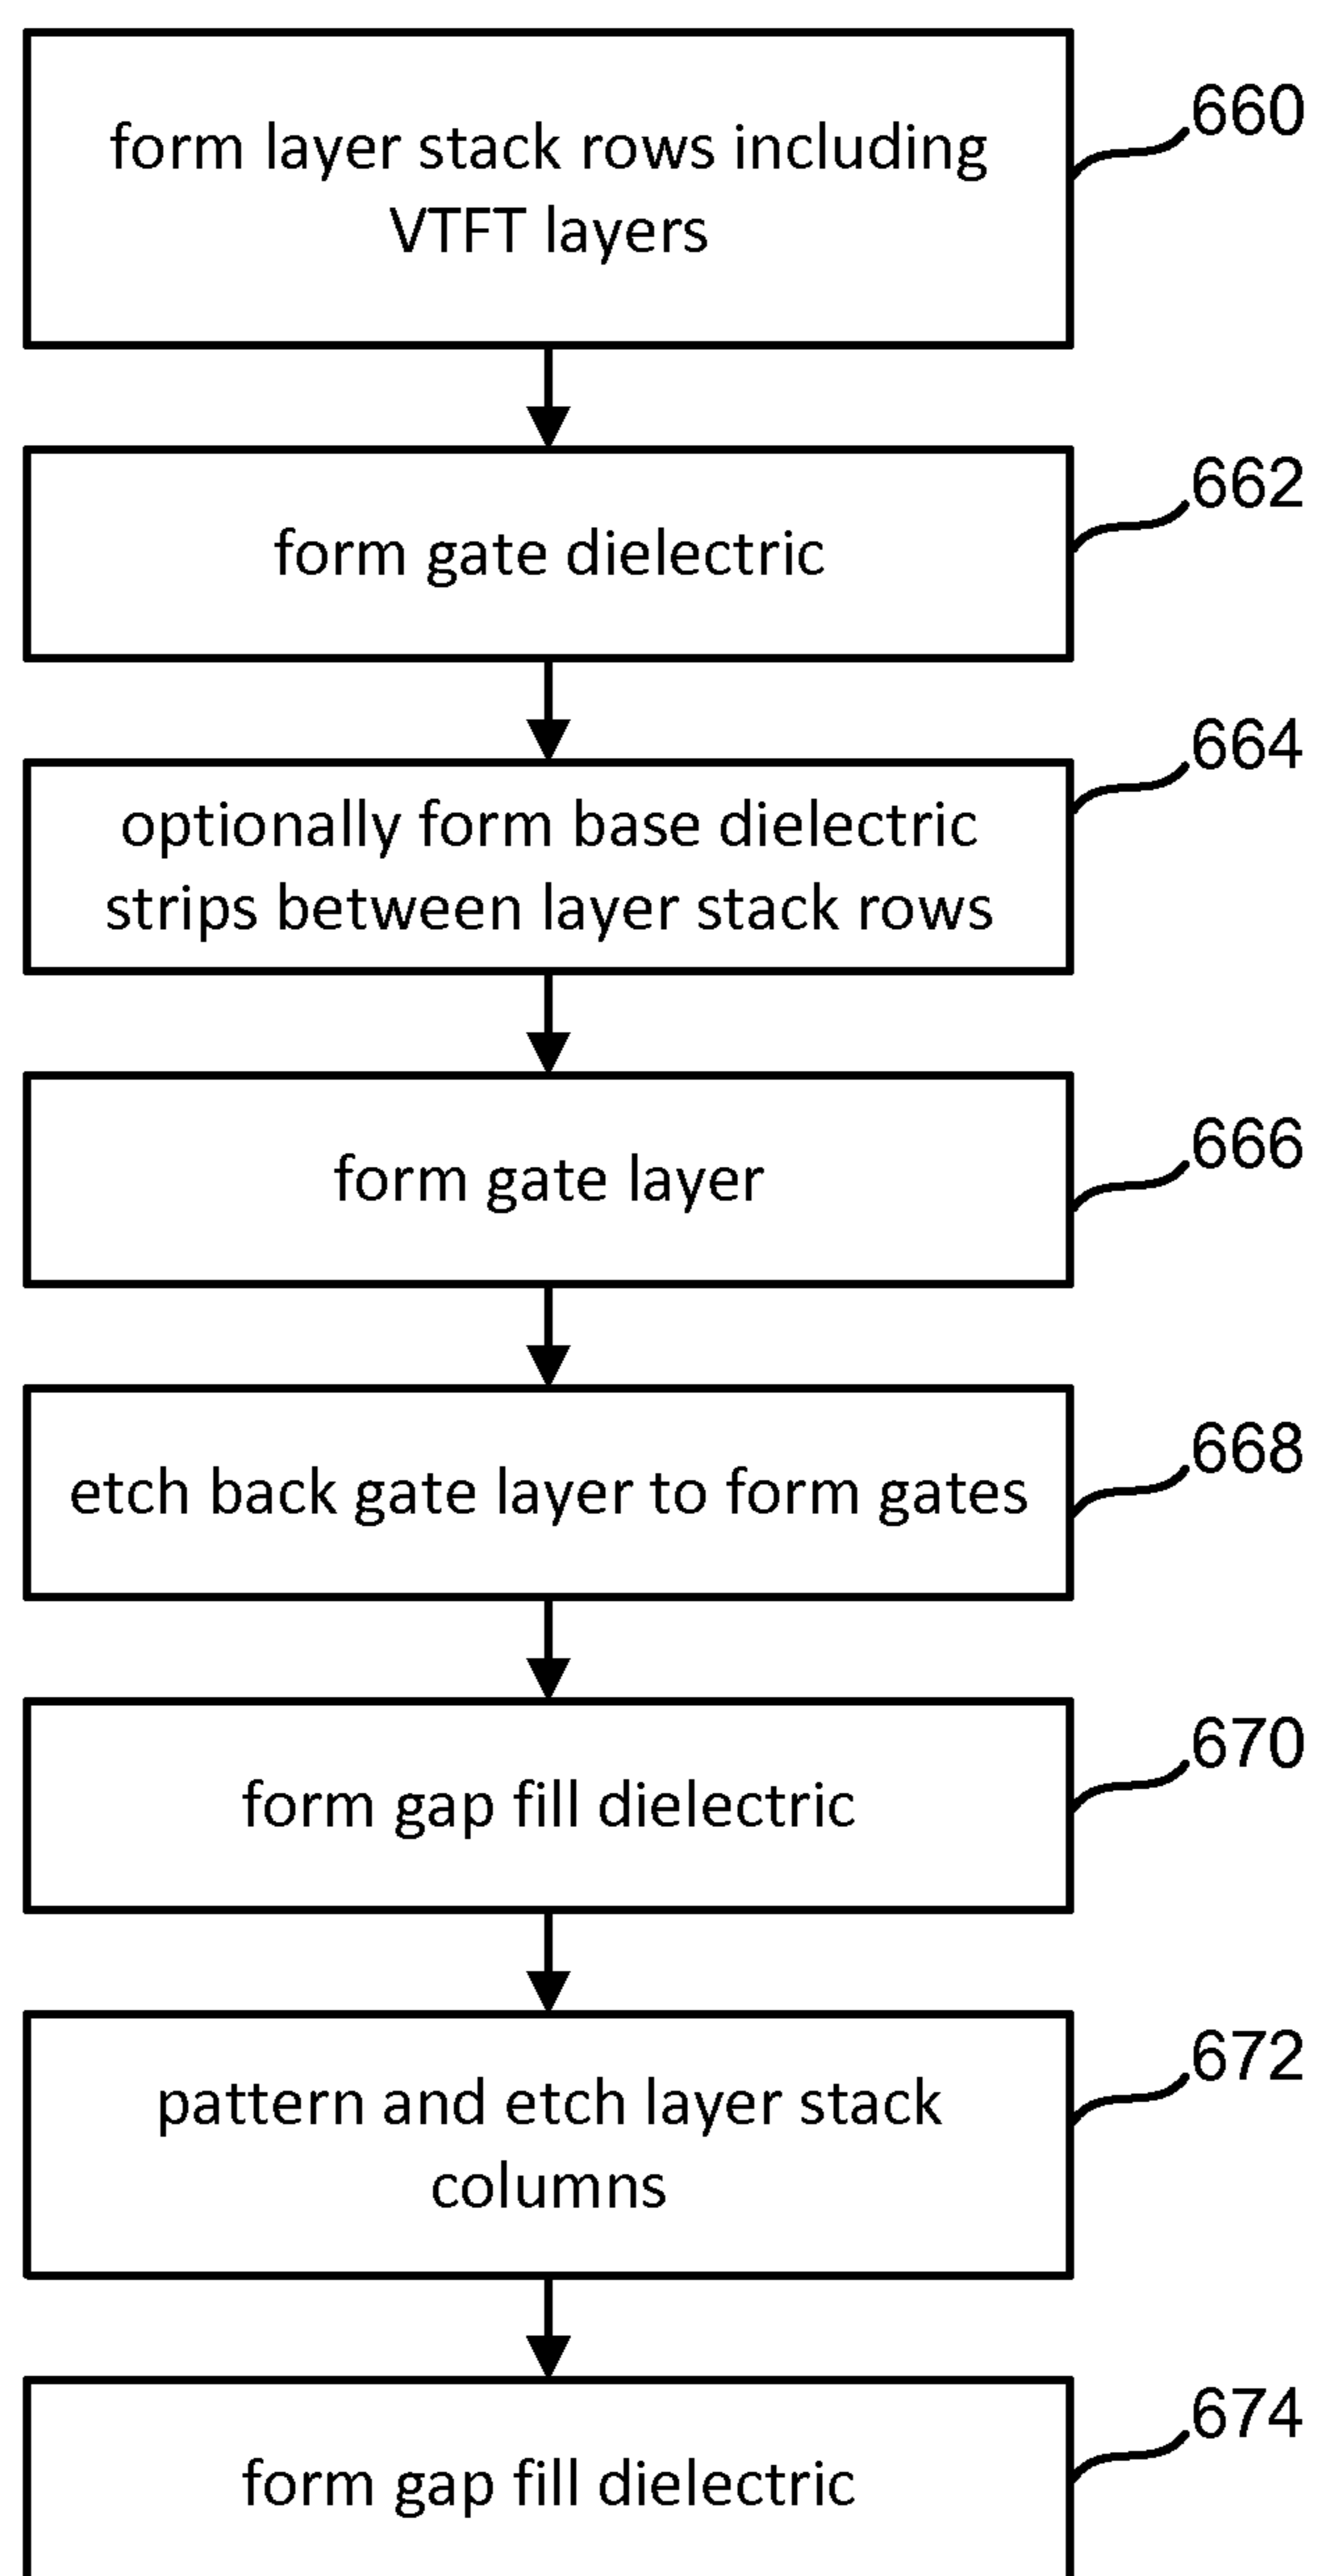 form layer stack rows including
VTFT layers
660
form gate dielectric
662
optionally form base dielectric
strips between layer stack rows
664
form gate layer
666
etch back gate layer to form gates
668
form gap fill dielectric
670
pattern and etch layer stack
columns
672
form gap fill dielectric
674